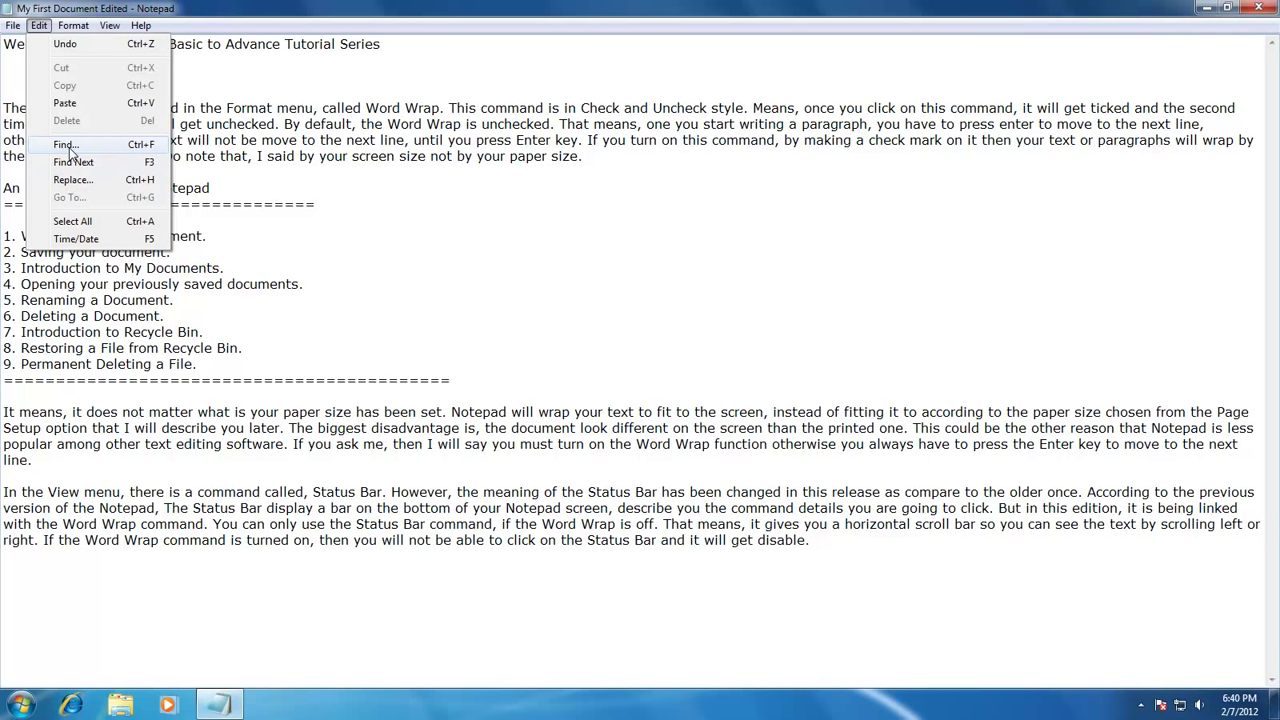 My First Document Edited - Notepad
File Edit Format View Help
Undo Ctrl+Z
Cut Ctrl+X
Copy Ctrl+C
Paste Ctrl+V
Delete Del
Find... Ctrl+F
Find Next F3
Replace... Ctrl+H
Go To... Ctrl+G
Select All Ctrl+A
Time/Date F5
We Basic to Advance Tutorial Series
The d in the Format menu, called Word Wrap. This command is in Check and Uncheck style. Means, once you click on this command, it will get ticked and the second
tim l get unchecked. By default, the Word Wrap is unchecked. That means, one you start writing a paragraph, you have to press enter to move to the next line,
oth xt will not be move to the next line, until you press Enter key. If you turn on this command, by making a check mark on it then your text or paragraphs will wrap by
the o note that, I said by your screen size not by your paper size.
An tepad
== ==============================
1. W ment.
2. Saving your document.
3. Introduction to My Documents.
4. Opening your previously saved documents.
5. Renaming a Document.
6. Deleting a Document.
7. Introduction to Recycle Bin.
8. Restoring a File from Recycle Bin.
9. Permanent Deleting a File.
===========================================
It means, it does not matter what is your paper size has been set. Notepad will wrap your text to fit to the screen, instead of fitting it to according to the paper size chosen from the Page
Setup option that I will describe you later. The biggest disadvantage is, the document look different on the screen than the printed one. This could be the other reason that Notepad is less
popular among other text editing software. If you ask me, then I will say you must turn on the Word Wrap function otherwise you always have to press the Enter key to move to the next
line.
In the View menu, there is a command called, Status Bar. However, the meaning of the Status Bar has been changed in this release as compare to the older once. According to the previous
version of the Notepad, The Status Bar display a bar on the bottom of your Notepad screen, describe you the command details you are going to click. But in this edition, it is being linked
with the Word Wrap command. You can only use the Status Bar command, if the Word Wrap is off. That means, it gives you a horizontal scroll bar so you can see the text by scrolling left or
right. If the Word Wrap command is turned on, then you will not be able to click on the Status Bar and it will get disable.
6:40 PM
2/7/2012